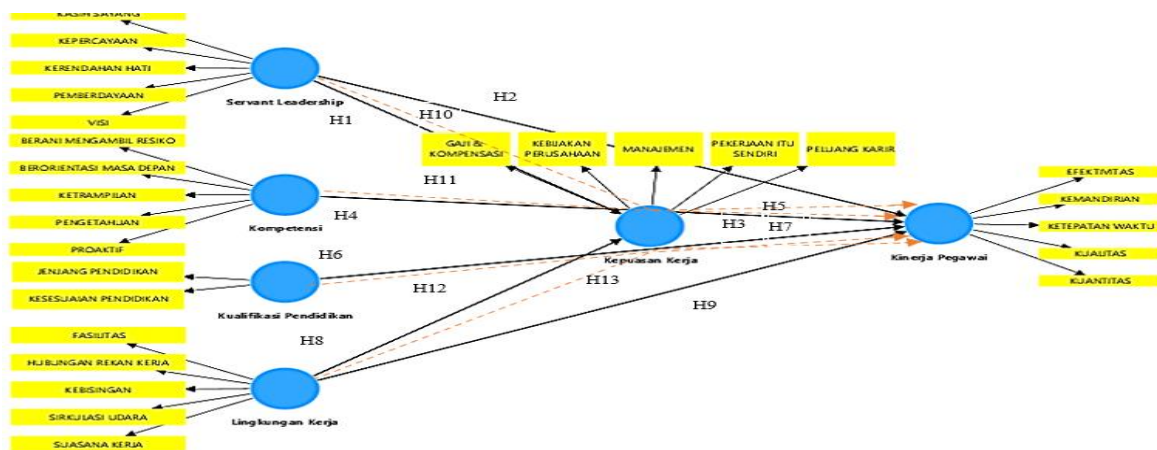 KASIH SAYANG
KEPERCAYAAN
KERENDAHAN HATI
PEMBERDAYAAN
VISI
Servant Leadership
BERANI MENGAMBIL RESIKO
BERORIENTASI MASA DEPAN
KETRAMPILAN
PENGETAHUAN
PROAKTIF
Kompetensi
JENJANG PENDIDIKAN
KESESUAIAN PENDIDIKAN
Kualifikasi Pendidikan
FASILITAS
HUBUNGAN REKAN KERJA
KEBISINGAN
SIRKULASI UDARA
SUASANA KERJA
Lingkungan Kerja
H1
H10
H2
H11
H4
H6
H12
H8
GAJI &
KOMPENSASI
KEBIJAKAN
PERUSAHAAN
MANAJEMEN
PEKERJAAN ITU
SENDIRI
PELUANG KARIR
Kepuasan Kerja
H5
H3
H7
H13
H9
Kinerja Pegawai
EFEKTIVITAS
KEMANDIRIAN
KETEPATAN WAKTU
KUALITAS
KUANTITAS